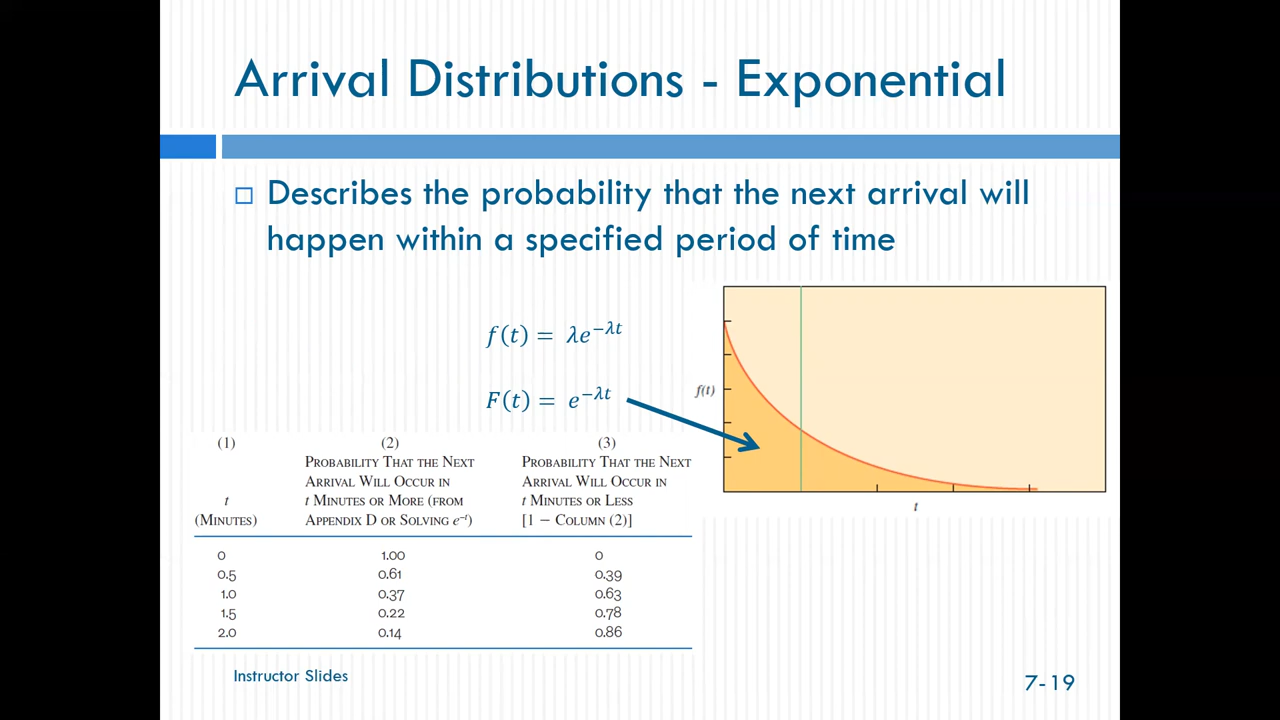 Arrival Distributions - Exponential
Describes the probability that the next arrival will
happen within a specified period of time
f(t) = λe^{−λt}
F(t) = e^{−λt}
f(t)
t
(1) (2) (3)
PROBABILITY THAT THE NEXT PROBABILITY THAT THE NEXT
ARRIVAL WILL OCCUR IN ARRIVAL WILL OCCUR IN
t t MINUTES OR MORE (FROM t MINUTES OR LESS
(MINUTES) APPENDIX D OR SOLVING e^{−t}) [1 − COLUMN (2)]
0 1.00 0
0.5 0.61 0.39
1.0 0.37 0.63
1.5 0.22 0.78
2.0 0.14 0.86
Instructor Slides
7-19